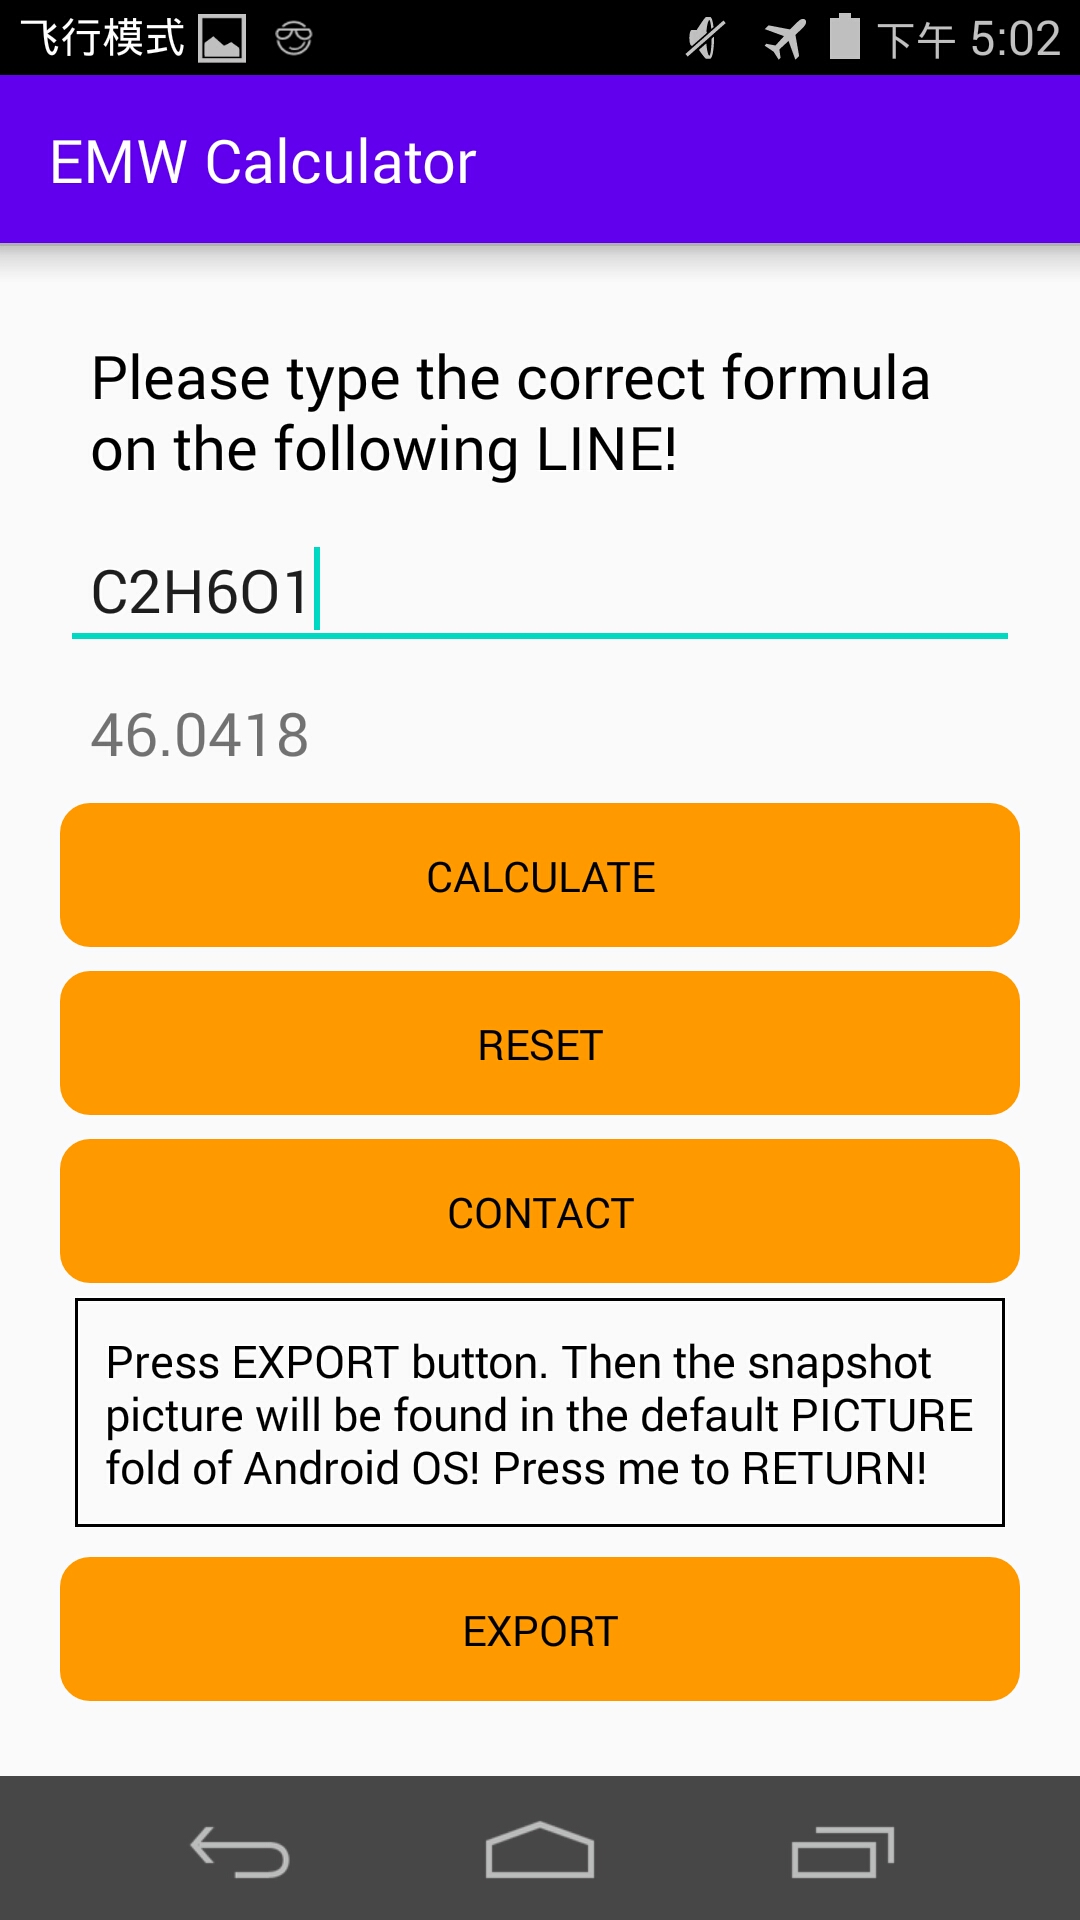 飞行模式 下午 5:02
EMW Calculator
Please type the correct formula
on the following LINE!
C2H6O1
46.0418
CALCULATE
RESET
CONTACT
Press EXPORT button. Then the snapshot
picture will be found in the default PICTURE
fold of Android OS! Press me to RETURN!
EXPORT